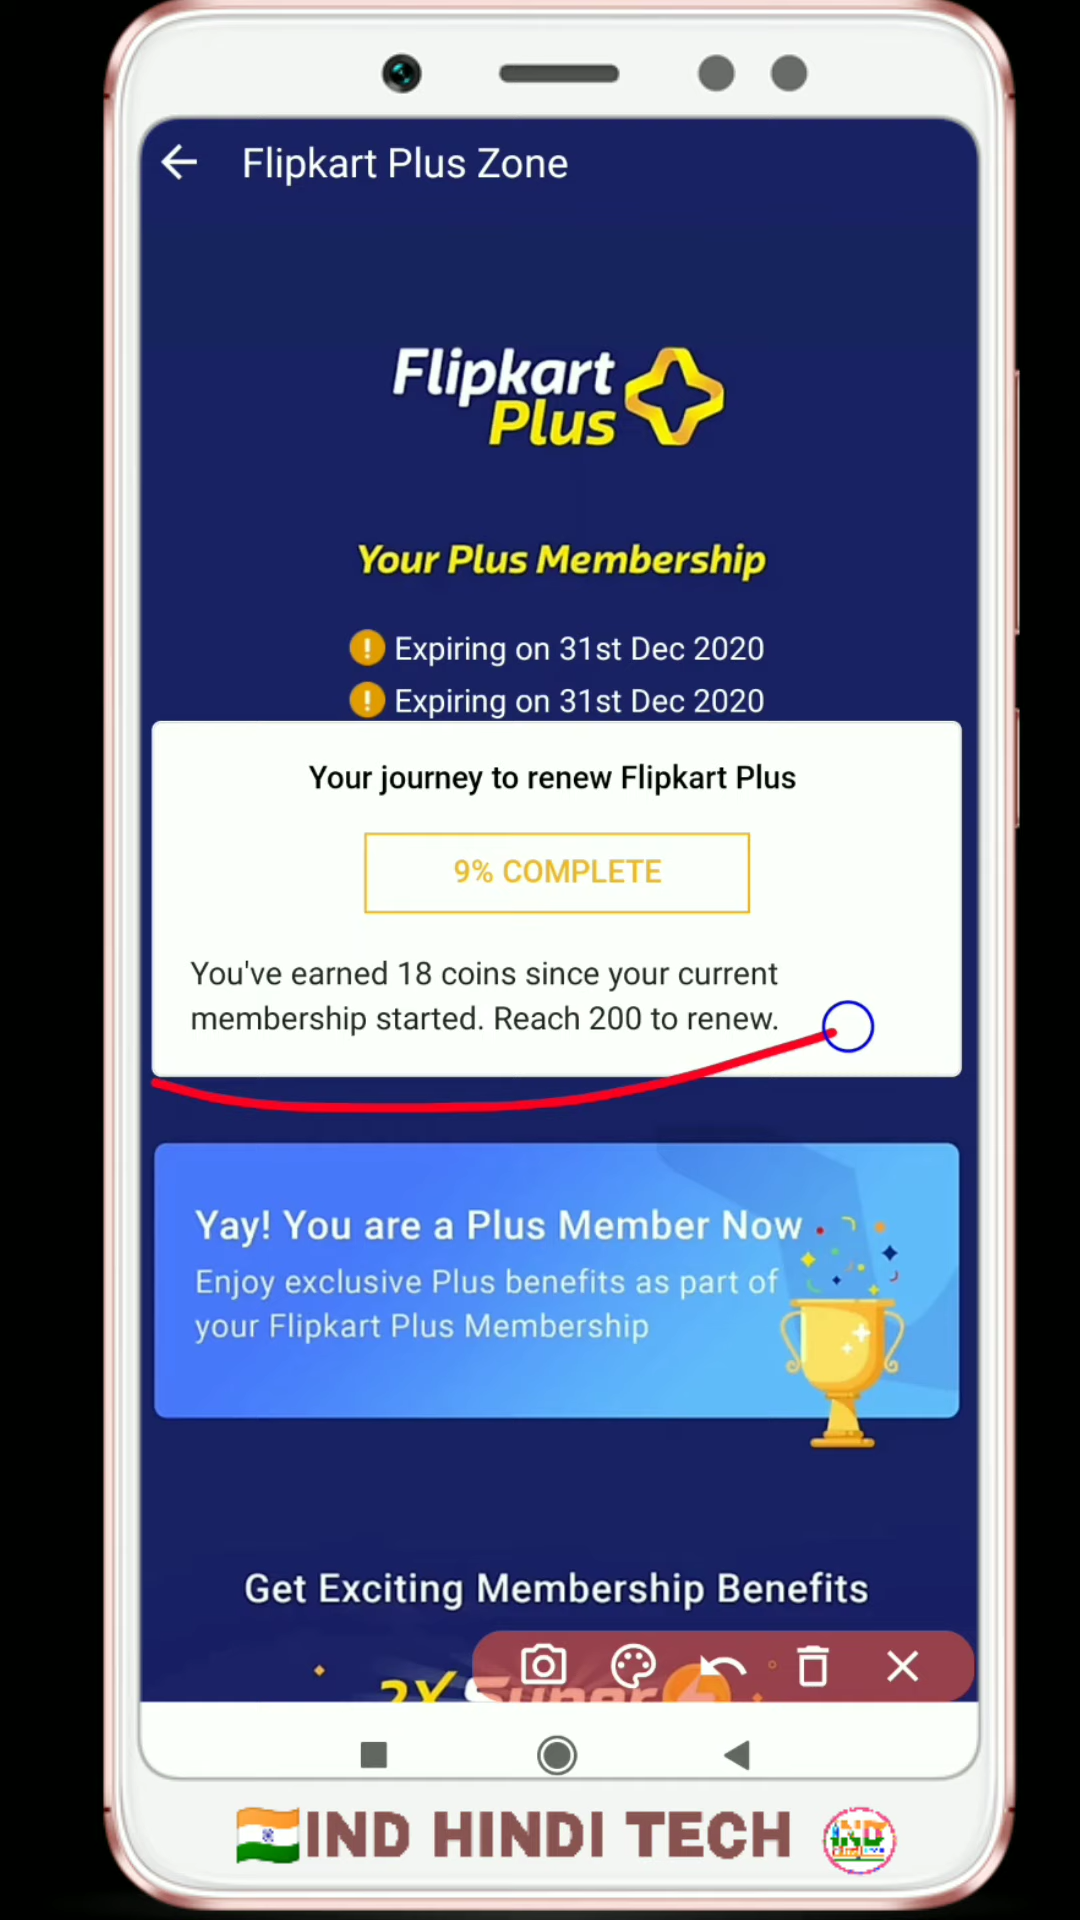 Flipkart Plus Zone
Flipkart
Plus
Your Plus Membership
Expiring on 31st Dec 2020
Expiring on 31st Dec 2020
Your journey to renew Flipkart Plus
9% COMPLETE
You've earned 18 coins since your current
membership started. Reach 200 to renew.
Yay! You are a Plus Member Now
Enjoy exclusive Plus benefits as part of
your Flipkart Plus Membership
Get Exciting Membership Benefits
2X Super
IND HINDI TECH
IND